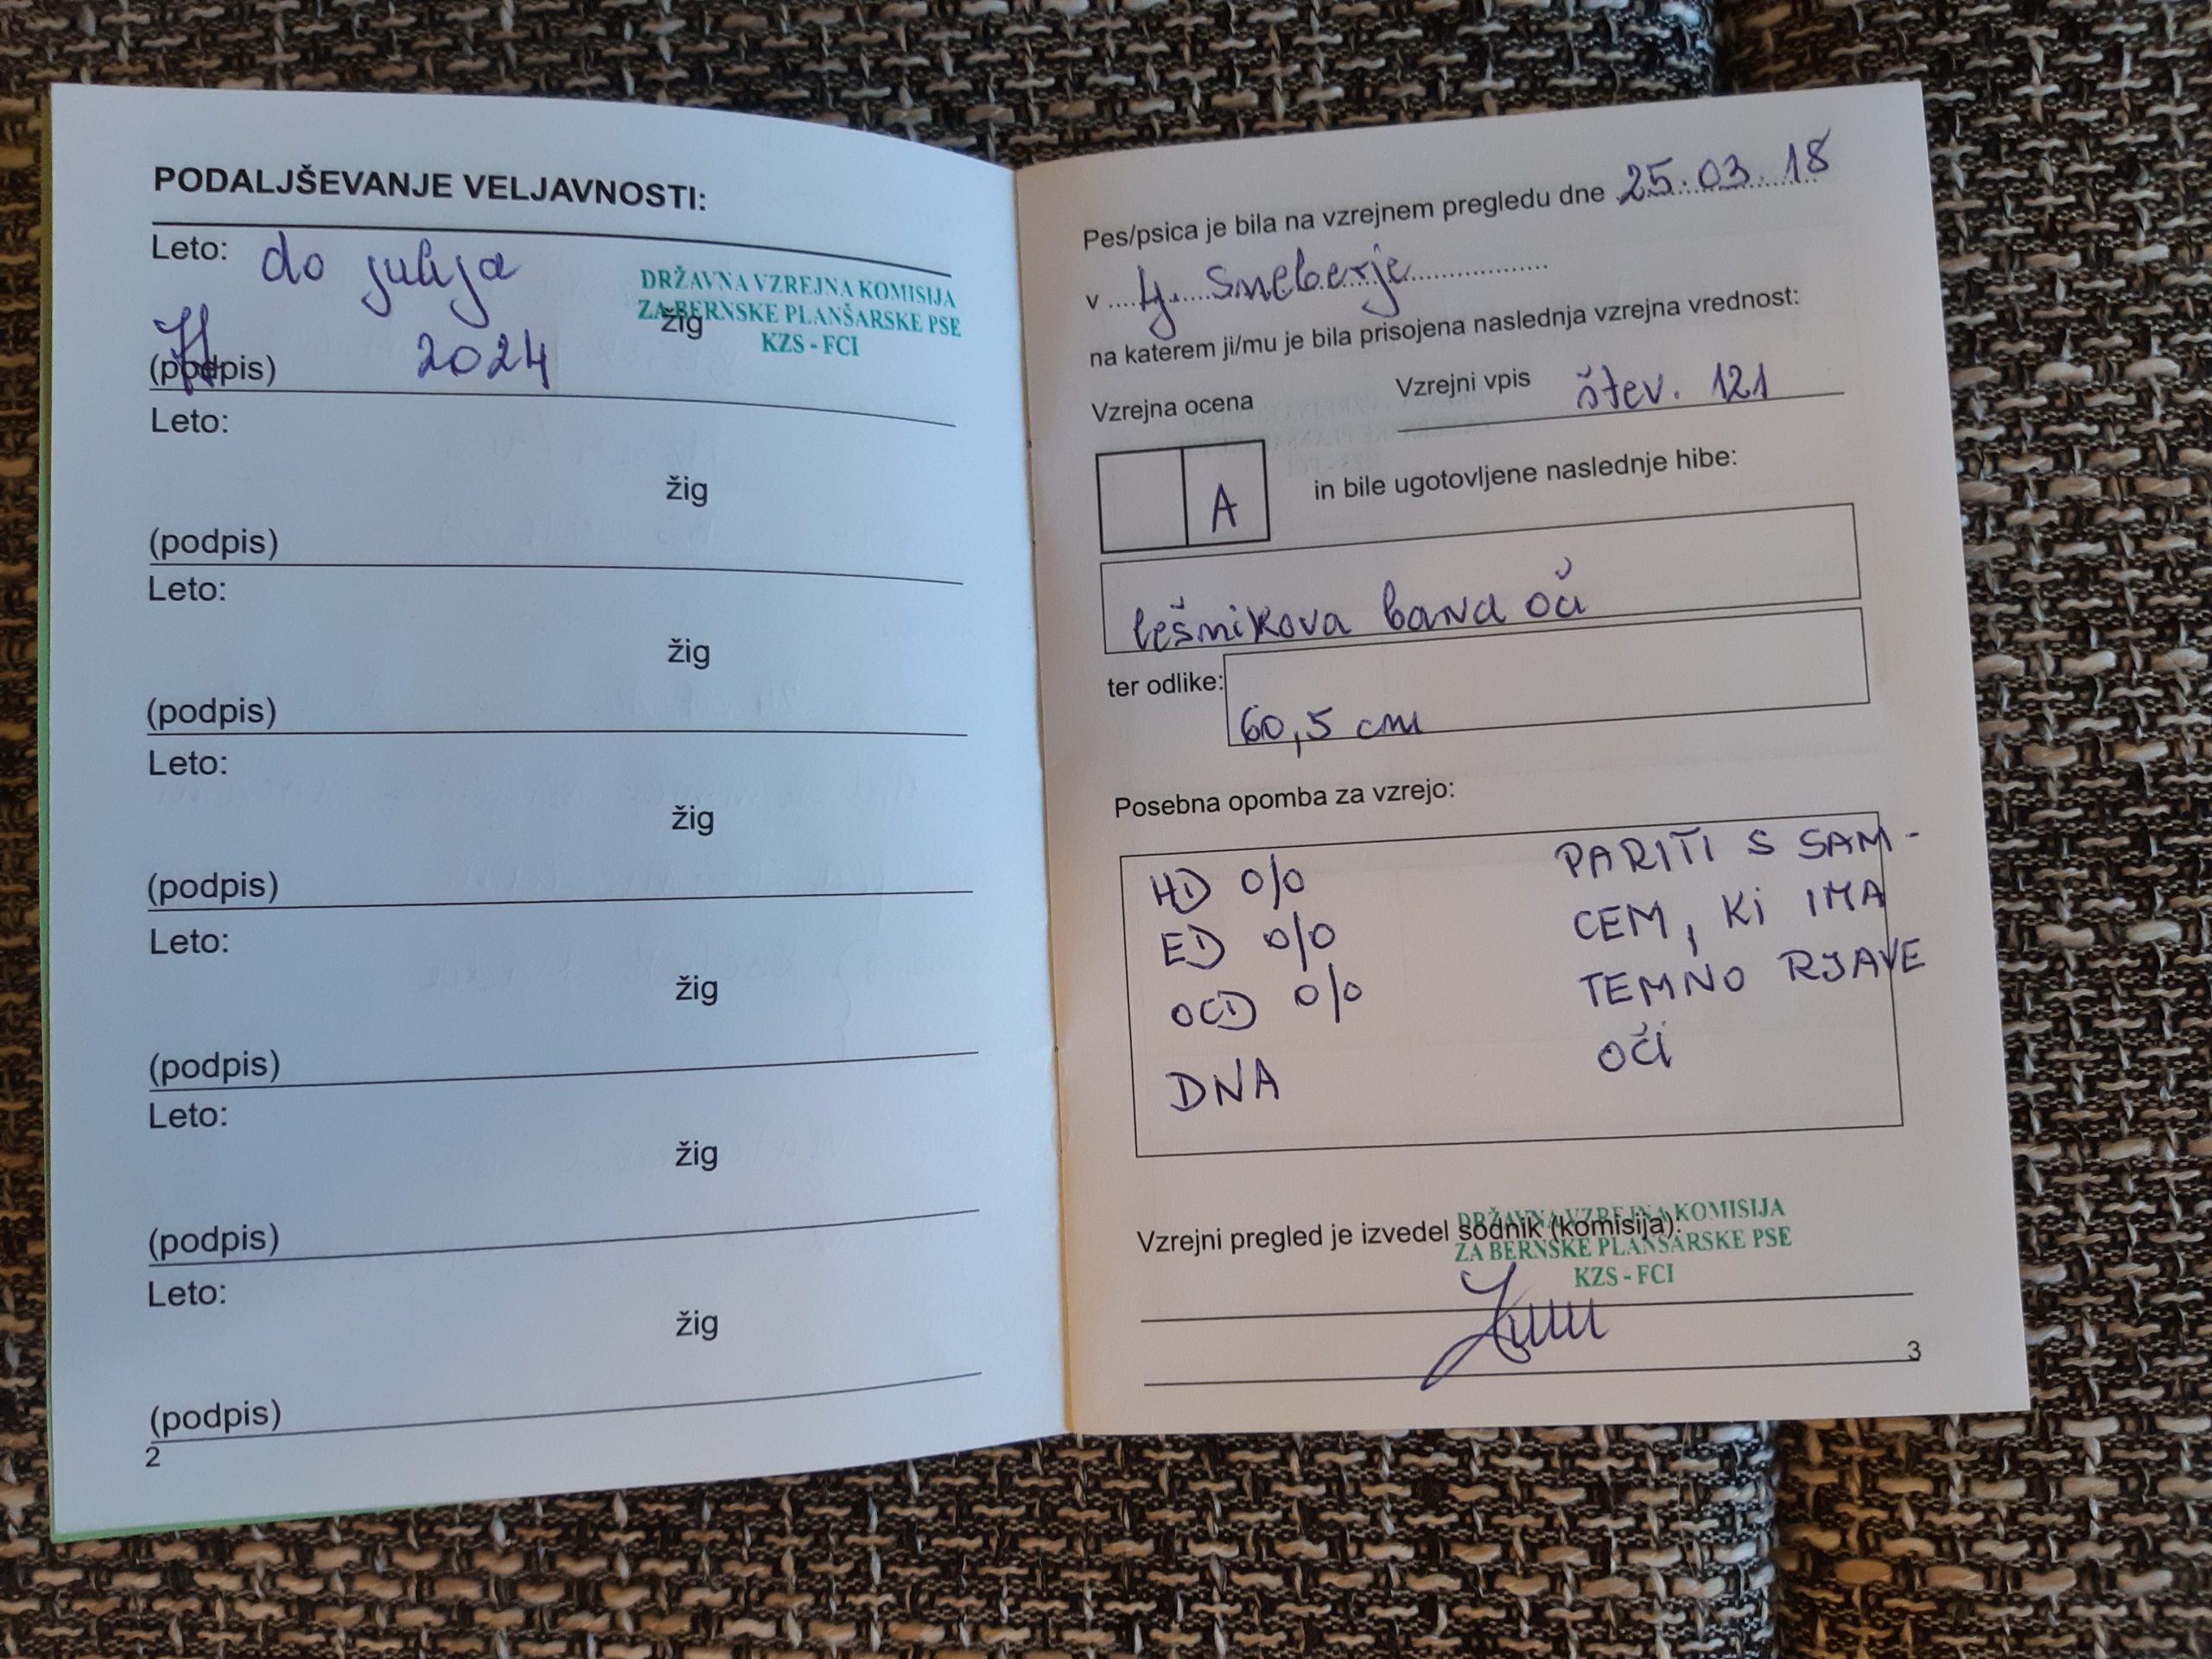 PODALJŠEVANJE VELJAVNOSTI:
Leto: do julija
DRŽAVNA VZREJNA KOMISIJA
ZA BERNSKE PLANŠARSKE PSE
KZS - FCI
žig
(podpis) 2024
Leto:
žig
(podpis)
Leto:
žig
(podpis)
Leto:
žig
(podpis)
Leto:
žig
(podpis)
Leto:
žig
(podpis)
Leto:
žig
(podpis)
2
Pes/psica je bila na vzrejnem pregledu dne 25.03.18
v Lj. Sneberje
na katerem ji/mu je bila prisojena naslednja vzrejna vrednost:
Vzrejna ocena Vzrejni vpis štev. 121
A in bile ugotovljene naslednje hibe:
lešnikova barva oči
ter odlike:
60,5 cm
Posebna opomba za vzrejo:
HD 0/0
ED 0/0
OCD 0/0
DNA
PARITI S SAM-
CEM, Ki IMA
TEMNO RJAVE
OČI
Vzrejni pregled je izvedel sodnik (komisija):
DRŽAVNA VZREJNA KOMISIJA
ZA BERNSKE PLANŠARSKE PSE
KZS - FCI
3